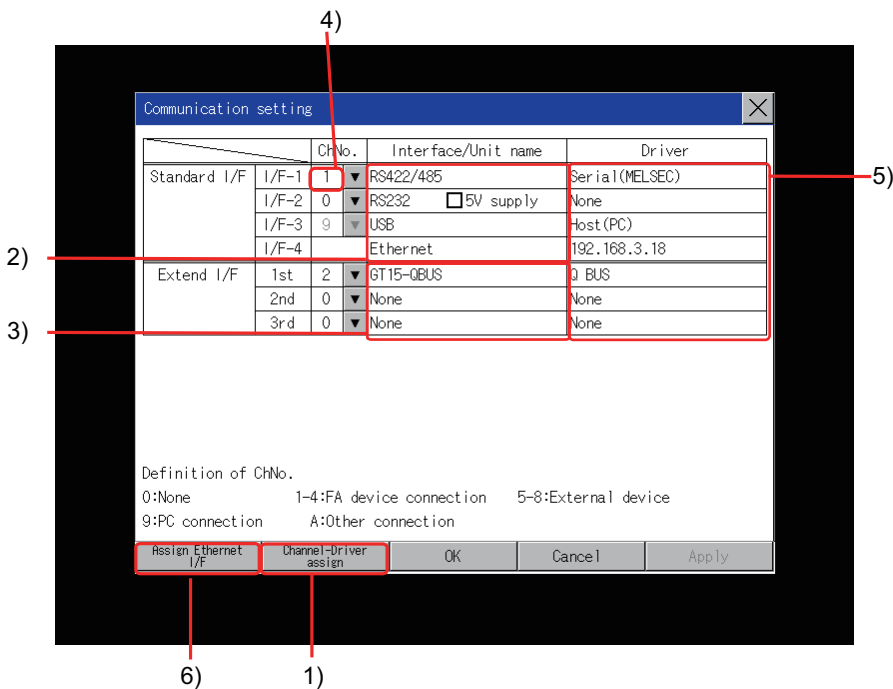 4)
Communication setting
ChNo. Interface/Unit name Driver
Standard I/F I/F-1 1 ▼ RS422/485 Serial(MELSEC)
5)
I/F-2 0 ▼ RS232 5V supply None
I/F-3 9 ▼ USB Host(PC)
I/F-4 Ethernet 192.168.3.18
2)
Extend I/F 1st 2 ▼ GT15-QBUS Q BUS
2nd 0 ▼ None None
3rd 0 ▼ None None
3)
Definition of ChNo.
0:None 1-4:FA device connection 5-8:External device
9:PC connection A:Other connection
Assign Ethernet I/F Channel-Driver assign OK Cancel Apply
6) 1)